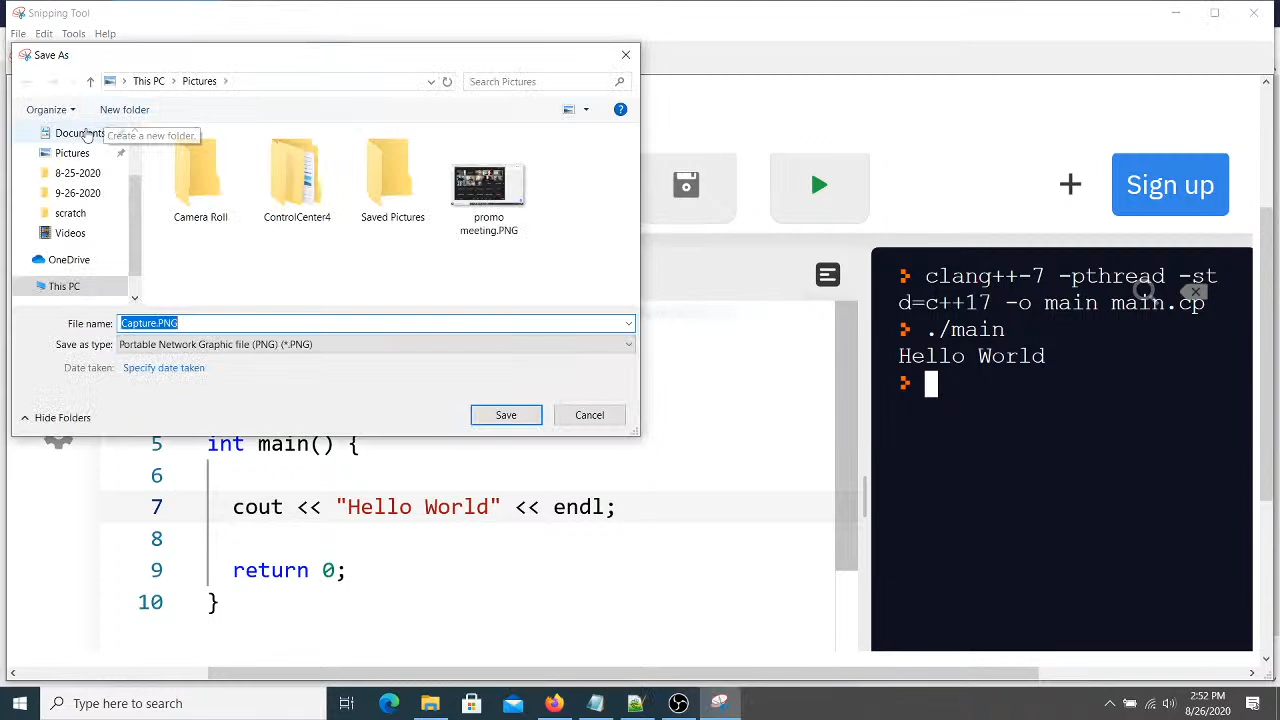 Snipping Tool
File Edit Tools Help
Save As
This PC Pictures
Search Pictures
Organize New folder
Documents
Create a new folder.
Pictures
8-25-2020
9-26-2020
scratch
Videos
OneDrive
This PC
Camera Roll
ControlCenter4
Saved Pictures
promo
meeting.PNG
File name: Capture.PNG
Save as type: Portable Network Graphic file (PNG) (*.PNG)
Date taken: Specify date taken
Hide Folders
Save
Cancel
Sign up
clang++-7 -pthread -st
d=c++17 -o main main.cp
./main
Hello World
5 int main() {
6
7 cout << "Hello World" << endl;
8
9 return 0;
10 }
Type here to search
2:52 PM
8/26/2020